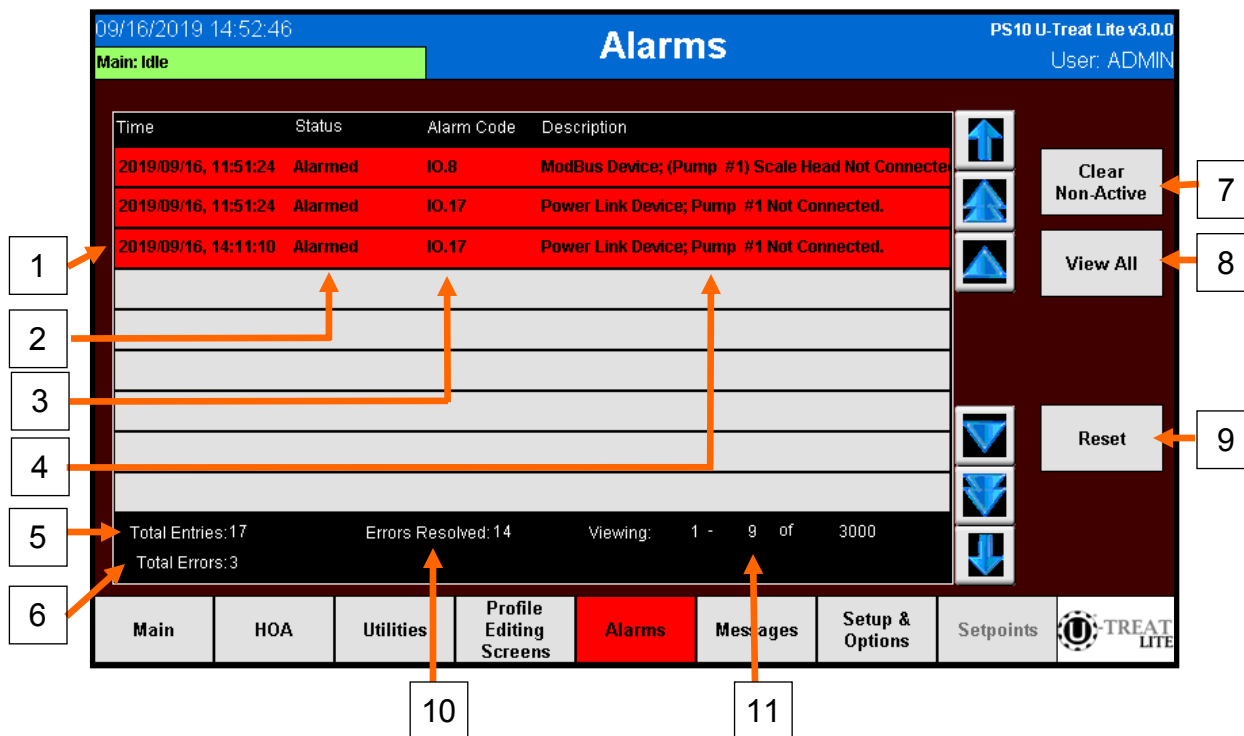 09/16/2019 14:52:46
Alarms
PS10 U-Treat Lite v3.0.0
Main: Idle
User: ADMIN
Time Status Alarm Code Description
2019/09/16, 11:51:24 Alarmed IO.8 ModBus Device; (Pump #1) Scale Head Not Connecte
2019/09/16, 11:51:24 Alarmed IO.17 Power Link Device; Pump #1 Not Connected.
2019/09/16, 14:11:10 Alarmed IO.17 Power Link Device; Pump #1 Not Connected.
Clear
Non-Active
7
View All
8
1
2
3
4
Reset
9
5
Total Entries: 17 Errors Resolved: 14 Viewing: 1 - 9 of 3000
Total Errors: 3
6
Main
HOA
Utilities
Profile
Editing
Screens
Alarms
Messages
Setup &
Options
Setpoints
U-TREAT
LITE
10
11